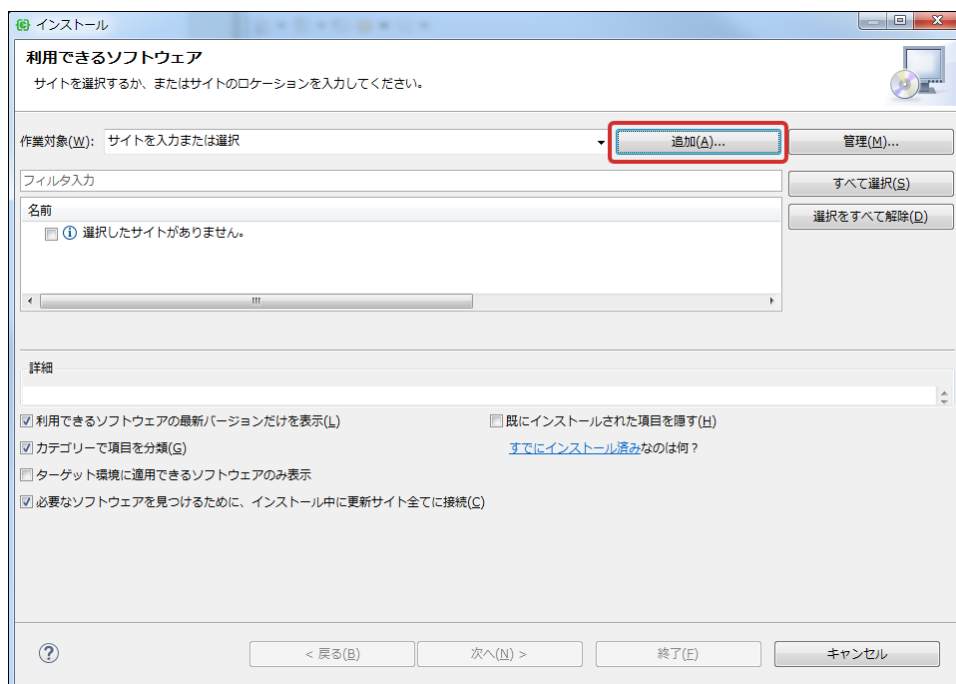 インストール
利用できるソフトウェア
サイトを選択するか、またはサイトのロケーションを入力してください。
作業対象(W): サイトを入力または選択 追加(A)... 管理(M)...
フィルタ入力 すべて選択(S)
名前 選択をすべて解除(D)
選択したサイトがありません。
詳細
利用できるソフトウェアの最新バージョンだけを表示(L) 既にインストールされた項目を隠す(H)
カテゴリーで項目を分類(G) すでにインストール済みなのは何？
ターゲット環境に適用できるソフトウェアのみ表示
必要なソフトウェアを見つけるために、インストール中に更新サイト全てに接続(C)
? < 戻る(B) 次へ(N) > 終了(F) キャンセル